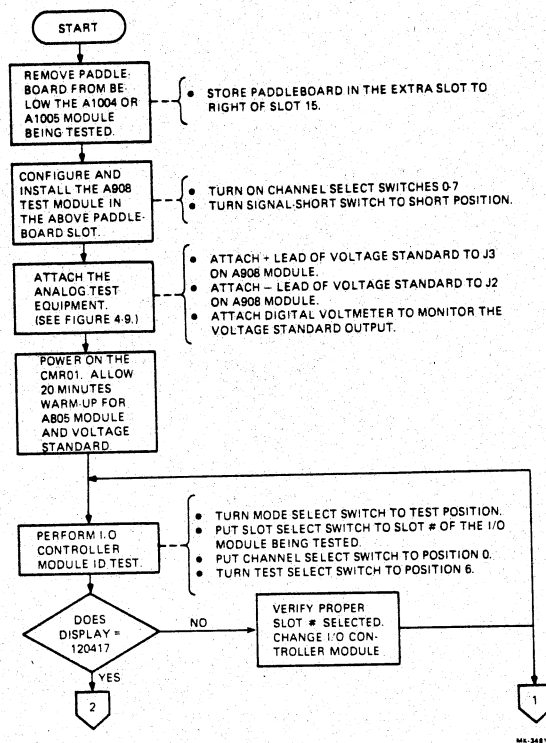 START
REMOVE PADDLE-
BOARD FROM BE-
LOW THE A1004 OR
A1005 MODULE
BEING TESTED.
• STORE PADDLEBOARD IN THE EXTRA SLOT TO
RIGHT OF SLOT 15.
CONFIGURE AND
INSTALL THE A908
TEST MODULE IN
THE ABOVE PADDLE-
BOARD SLOT.
• TURN ON CHANNEL SELECT SWITCHES 0-7
• TURN SIGNAL-SHORT SWITCH TO SHORT POSITION.
ATTACH THE
ANALOG TEST
EQUIPMENT.
(SEE FIGURE 4-9.)
• ATTACH + LEAD OF VOLTAGE STANDARD TO J3
ON A908 MODULE.
• ATTACH – LEAD OF VOLTAGE STANDARD TO J2
ON A908 MODULE.
• ATTACH DIGITAL VOLTMETER TO MONITOR THE
VOLTAGE STANDARD OUTPUT.
POWER ON THE
CMR01. ALLOW
20 MINUTES
WARM-UP FOR
A805 MODULE
AND VOLTAGE
STANDARD.
PERFORM I.O
CONTROLLER
MODULE ID TEST.
• TURN MODE SELECT SWITCH TO TEST POSITION.
• PUT SLOT SELECT SWITCH TO SLOT # OF THE I/O
MODULE BEING TESTED.
• PUT CHANNEL SELECT SWITCH TO POSITION 0.
• TURN TEST SELECT SWITCH TO POSITION 6.
DOES
DISPLAY =
120417
NO
VERIFY PROPER
SLOT # SELECTED.
CHANGE I/O CON-
TROLLER MODULE
YES
2
1